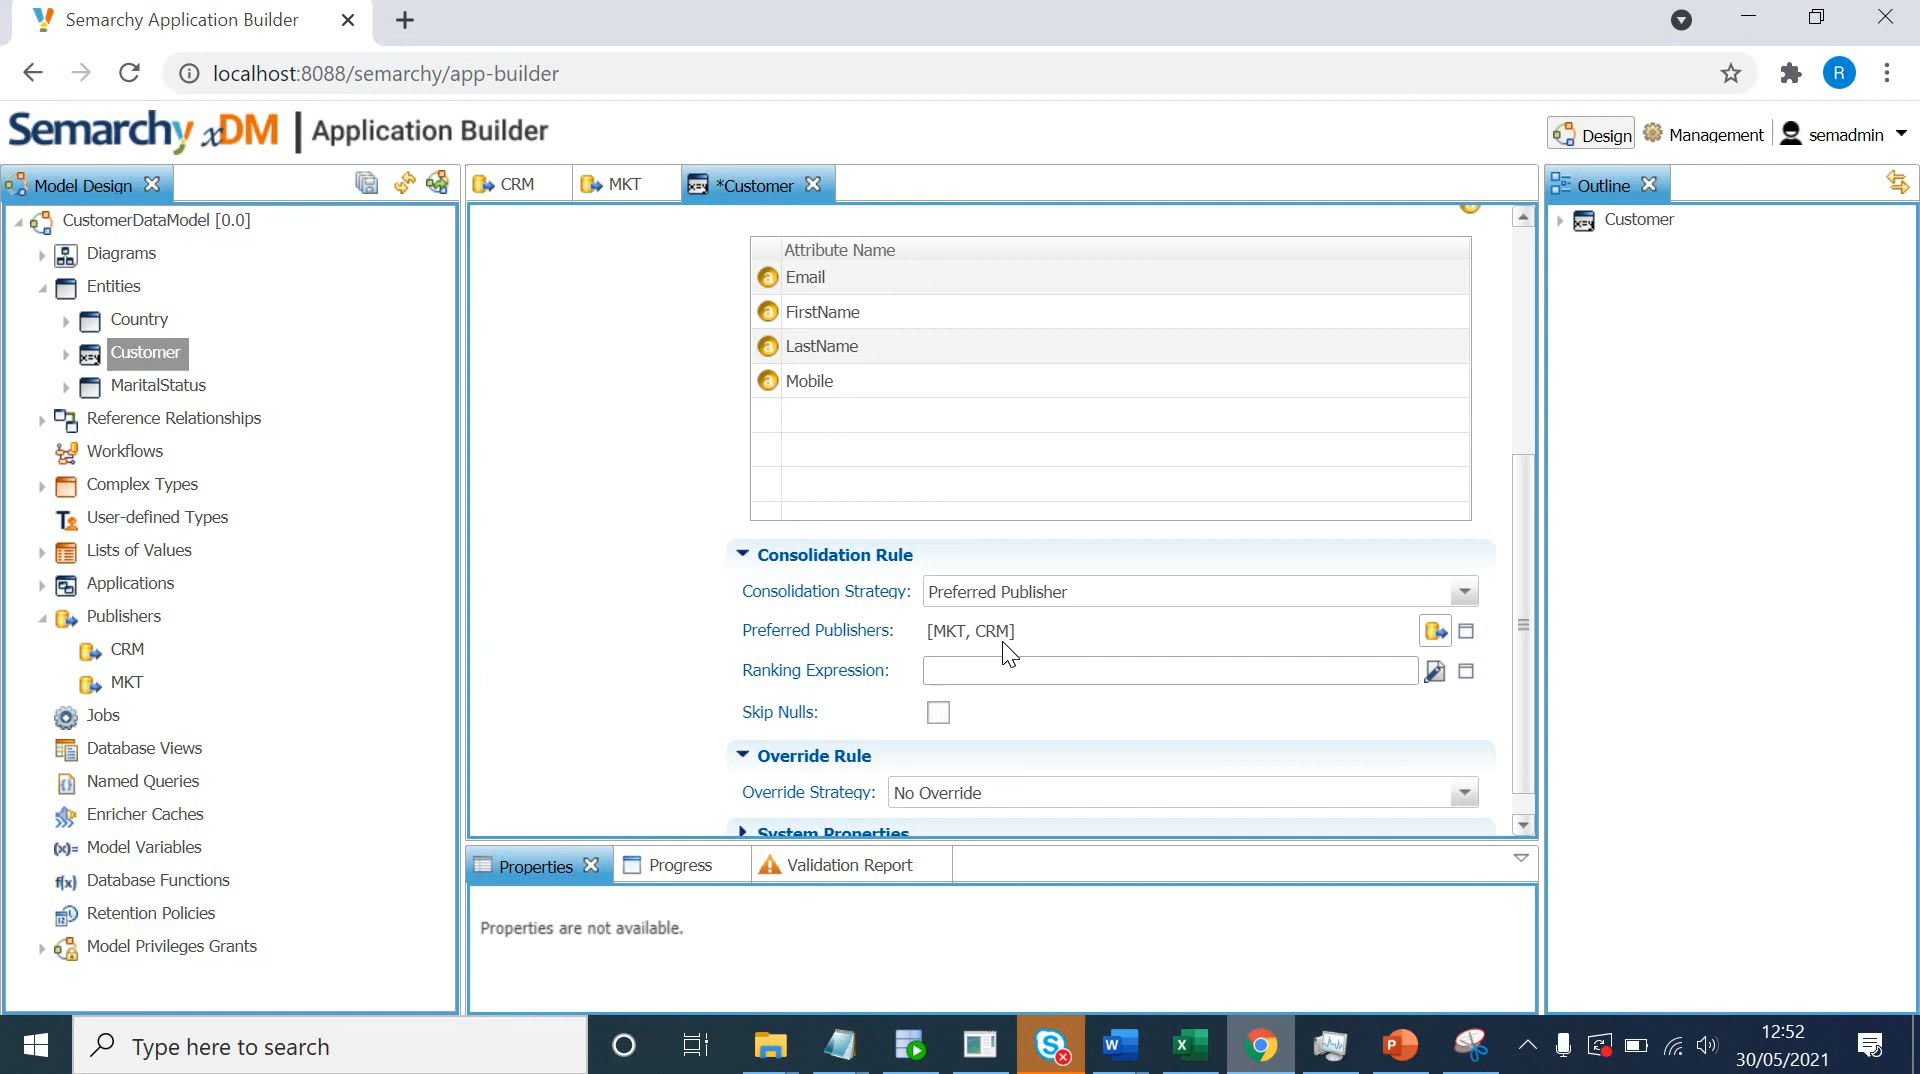 Semarchy Application Builder
localhost:8088/semarchy/app-builder
R
Semarchy xDM | Application Builder
Design
Management
semadmin
Model Design
CRM
MKT
*Customer
Outline
CustomerDataModel [0.0]
Diagrams
Entities
Country
Customer
MaritalStatus
Reference Relationships
Workflows
Complex Types
User-defined Types
Lists of Values
Applications
Publishers
CRM
MKT
Jobs
Database Views
Named Queries
Enricher Caches
Model Variables
Database Functions
Retention Policies
Model Privileges Grants
Attribute Name
Email
FirstName
LastName
Mobile
Consolidation Rule
Consolidation Strategy: Preferred Publisher
Preferred Publishers: [MKT, CRM]
Ranking Expression:
Skip Nulls:
Override Rule
Override Strategy: No Override
System Properties
Properties
Progress
Validation Report
Properties are not available.
Customer
Type here to search
12:52
30/05/2021